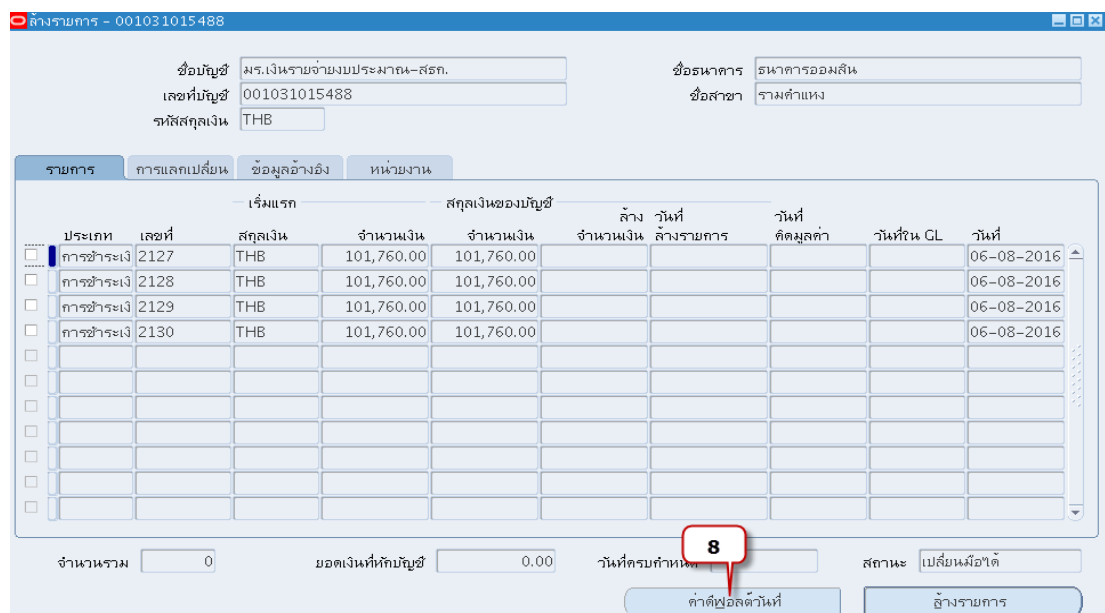 ล้างรายการ - 001031015488
ชื่อบัญชี มร.เงินรายจ่ายงบประมาณ-สธก. ชื่อธนาคาร ธนาคารออมสิน
เลขที่บัญชี 001031015488 ชื่อสาขา รามคำแหง
รหัสสกุลเงิน THB
รายการ การแลกเปลี่ยน ข้อมูลอ้างอิง หน่วยงาน
เริ่มแรก สกุลเงินของบัญชี
ล้าง วันที่ วันที่
ประเภท เลขที่ สกุลเงิน จำนวนเงิน จำนวนเงิน จำนวนเงิน ล้างรายการ คิดมูลค่า วันที่ใน GL วันที่
การชำระเงิ 2127 THB 101,760.00 101,760.00 06-08-2016
การชำระเงิ 2128 THB 101,760.00 101,760.00 06-08-2016
การชำระเงิ 2129 THB 101,760.00 101,760.00 06-08-2016
การชำระเงิ 2130 THB 101,760.00 101,760.00 06-08-2016
จำนวนรวม 0 ยอดเงินที่หักบัญชี 0.00 วันที่ครบกำหนด 8 สถานะ เปลี่ยนมือได้
ค่าดีฟอลต์วันที่ ล้างรายการ